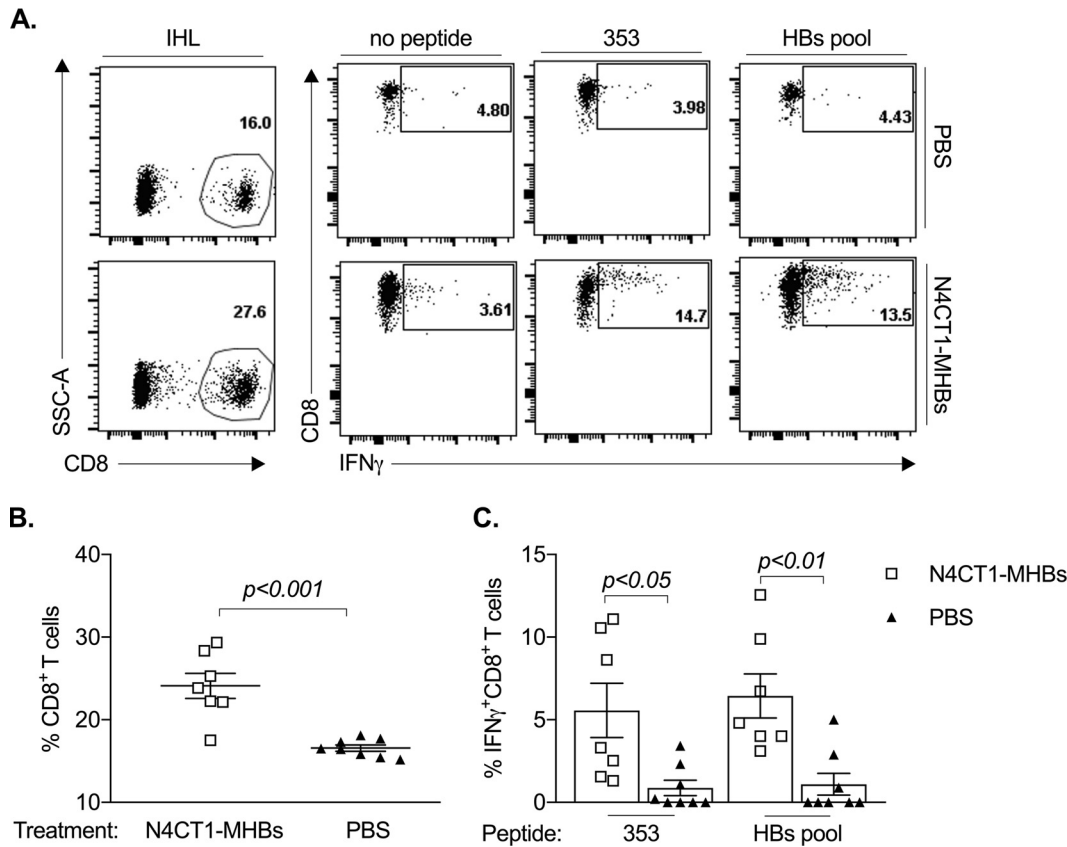 A.
IHL
no peptide
353
HBs pool
16.0
4.80
3.98
4.43
PBS
27.6
3.61
14.7
13.5
N4CT1-MHBs
SSC-A
CD8
CD8
IFNγ
B.
% CD8⁺ T cells
40
30
20
10
p<0.001
Treatment:
N4CT1-MHBs
PBS
C.
% IFNγ⁺CD8⁺ T cells
15
10
5
0
p<0.05
p<0.01
N4CT1-MHBs
PBS
Peptide:
353
HBs pool